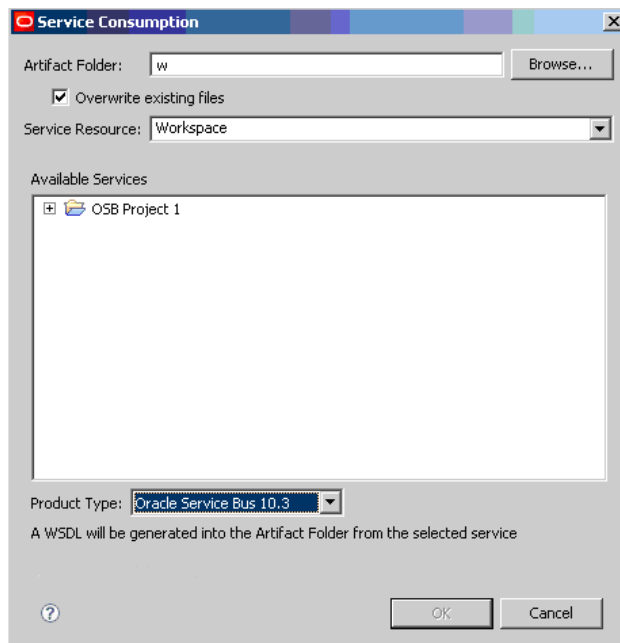 Service Consumption
Artifact Folder: w Browse...
Overwrite existing files
Service Resource: Workspace
Available Services
OSB Project 1
Product Type: Oracle Service Bus 10.3
A WSDL will be generated into the Artifact Folder from the selected service
? OK Cancel